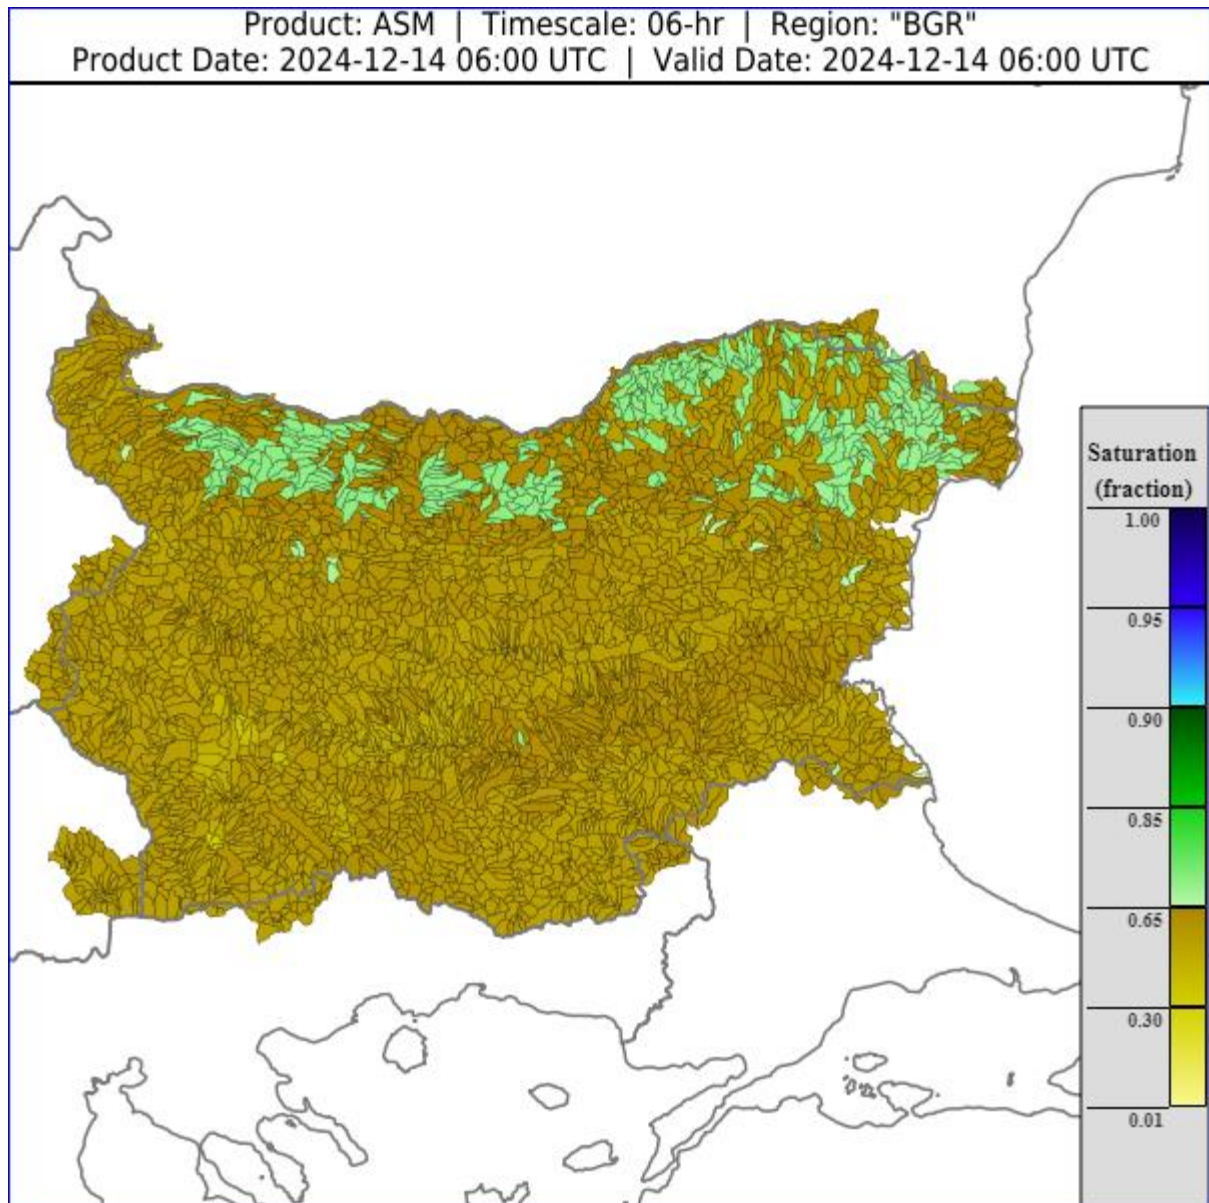 Product: ASM | Timescale: 06-hr | Region: "BGR"
Product Date: 2024-12-14 06:00 UTC | Valid Date: 2024-12-14 06:00 UTC
Saturation
(fraction)
1.00
0.95
0.90
0.85
0.65
0.30
0.01